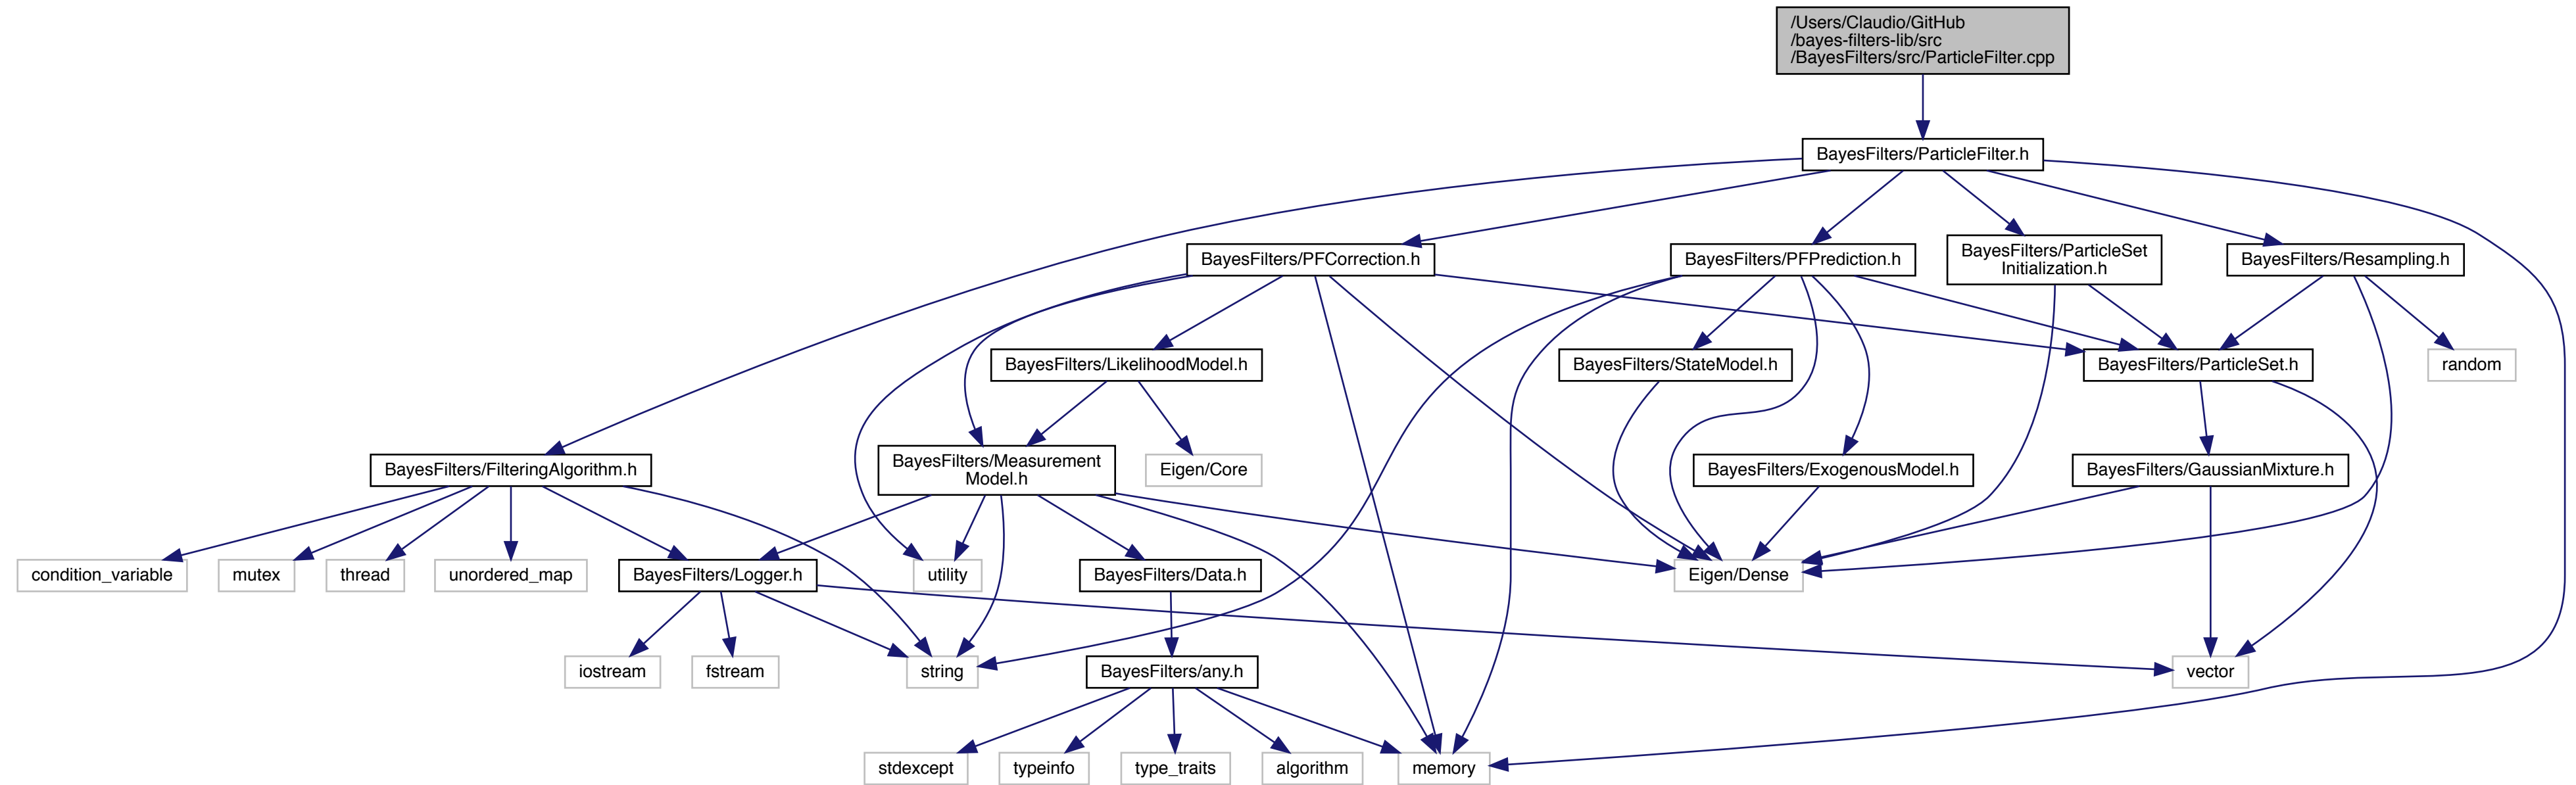 /Users/Claudio/GitHub
/bayes-filters-lib/src
/BayesFilters/src/ParticleFilter.cpp
BayesFilters/ParticleFilter.h
BayesFilters/PFCorrection.h
BayesFilters/PFPrediction.h
BayesFilters/ParticleSet
Initialization.h
BayesFilters/Resampling.h
BayesFilters/LikelihoodModel.h
BayesFilters/StateModel.h
BayesFilters/ParticleSet.h
random
BayesFilters/FilteringAlgorithm.h
BayesFilters/Measurement
Model.h
Eigen/Core
BayesFilters/ExogenousModel.h
BayesFilters/GaussianMixture.h
condition_variable
mutex
thread
unordered_map
BayesFilters/Logger.h
utility
BayesFilters/Data.h
Eigen/Dense
iostream
fstream
string
BayesFilters/any.h
vector
stdexcept
typeinfo
type_traits
algorithm
memory